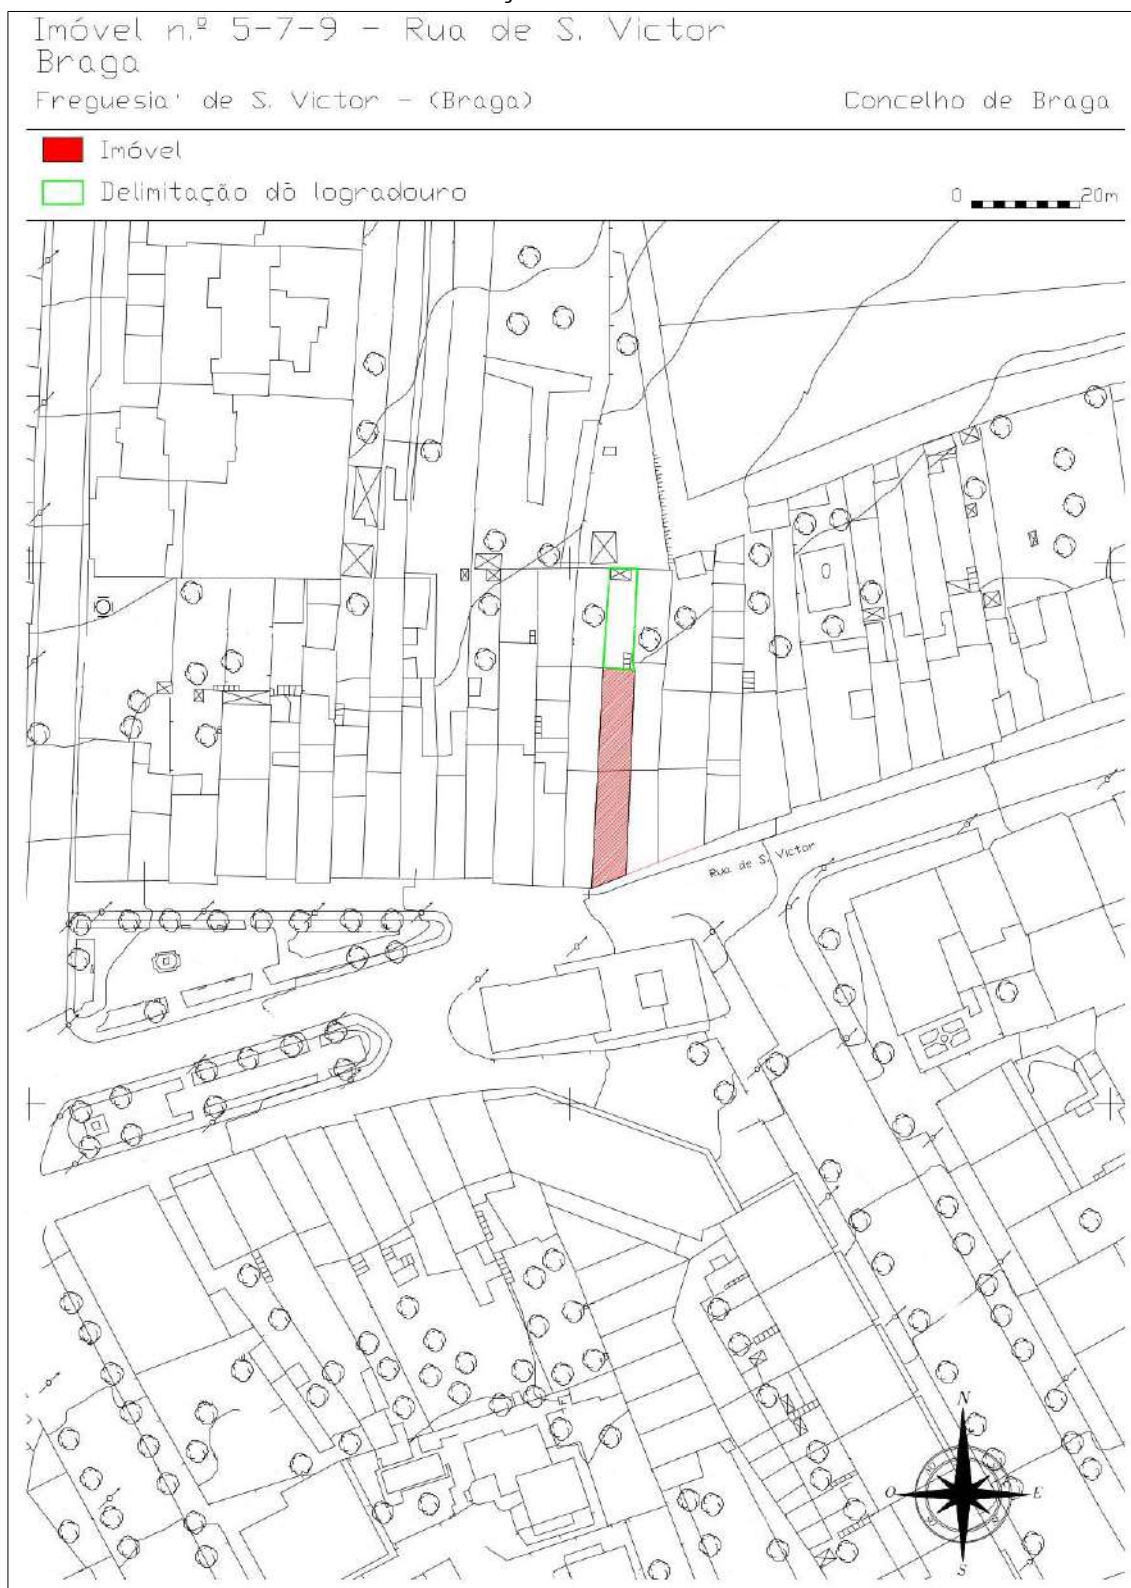 Imóvel n.º 5-7-9 - Rua de S. Victor
Braga
Freguesia' de S. Victor - (Braga)
Concelho de Braga
Imóvel
Delimitação dõ logradouro
0 20m
Rua de S. Victor
N
O E
S